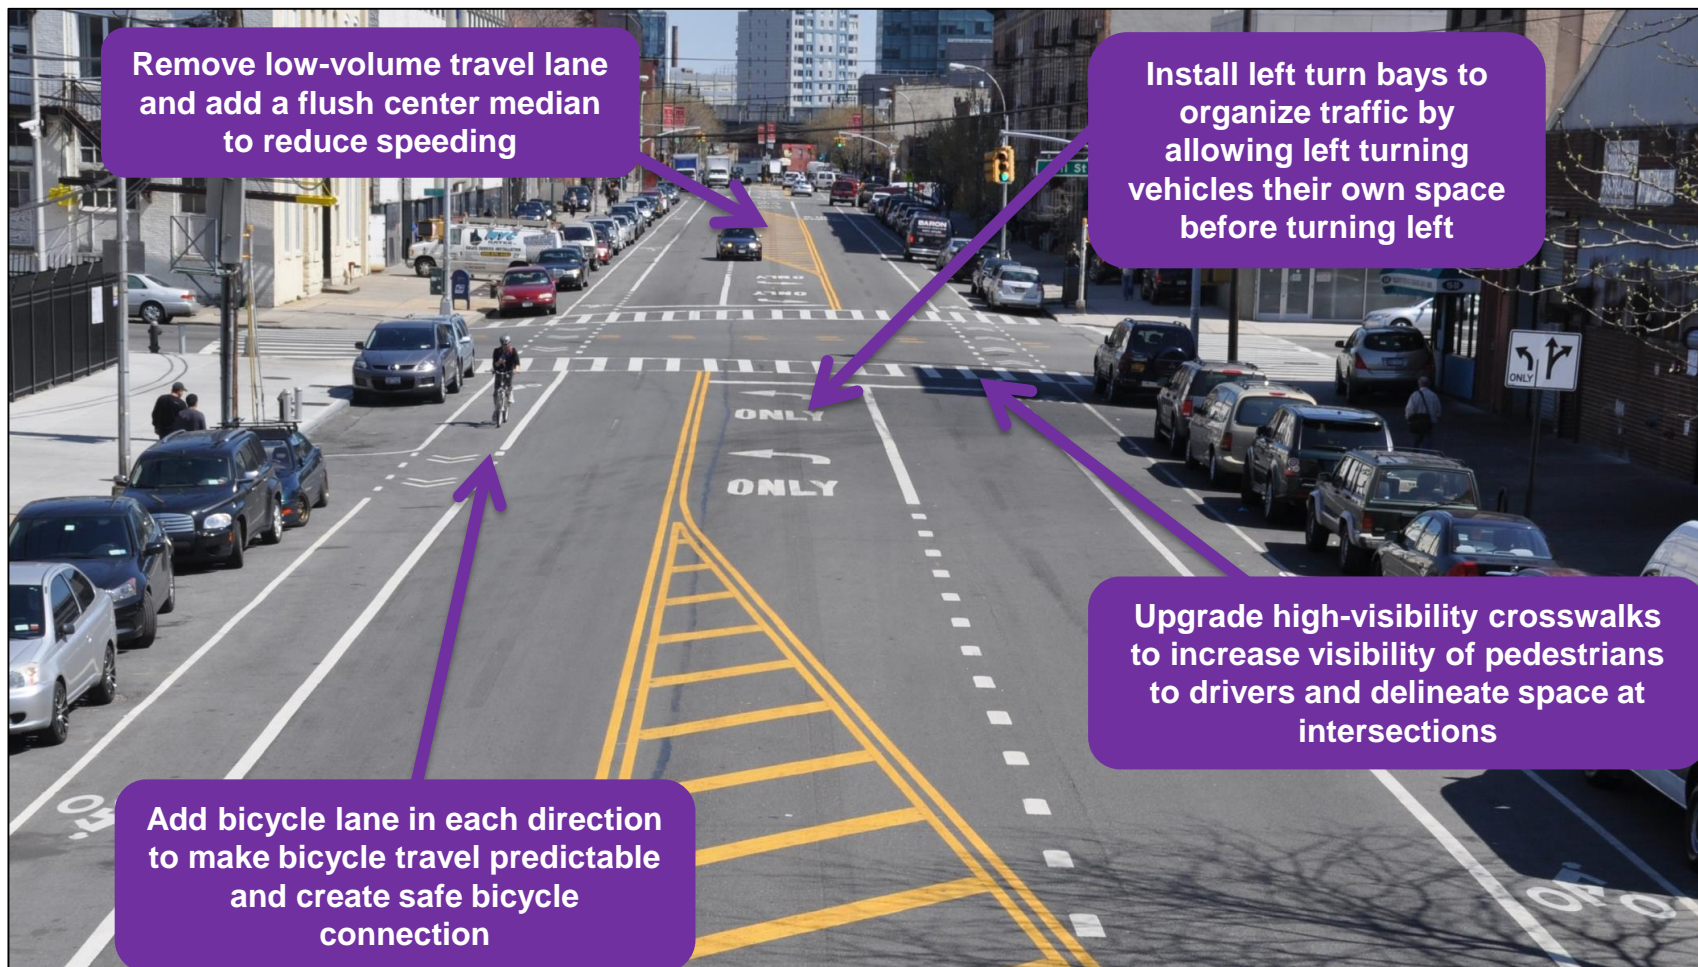 Remove low-volume travel lane
and add a flush center median
to reduce speeding
Install left turn bays to
organize traffic by
allowing left turning
vehicles their own space
before turning left
BARON
ONLY
ONLY
ONLY
Upgrade high-visibility crosswalks
to increase visibility of pedestrians
to drivers and delineate space at
intersections
Add bicycle lane in each direction
to make bicycle travel predictable
and create safe bicycle
connection